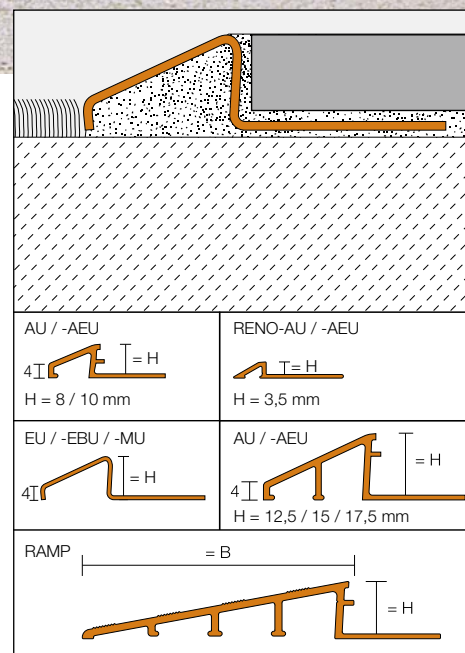 AU / -AEU
4
= H
H = 8 / 10 mm
RENO-AU / -AEU
= H
H = 3,5 mm
EU / -EBU / -MU
4
= H
AU / -AEU
4
= H
H = 12,5 / 15 / 17,5 mm
RAMP
= B
= H